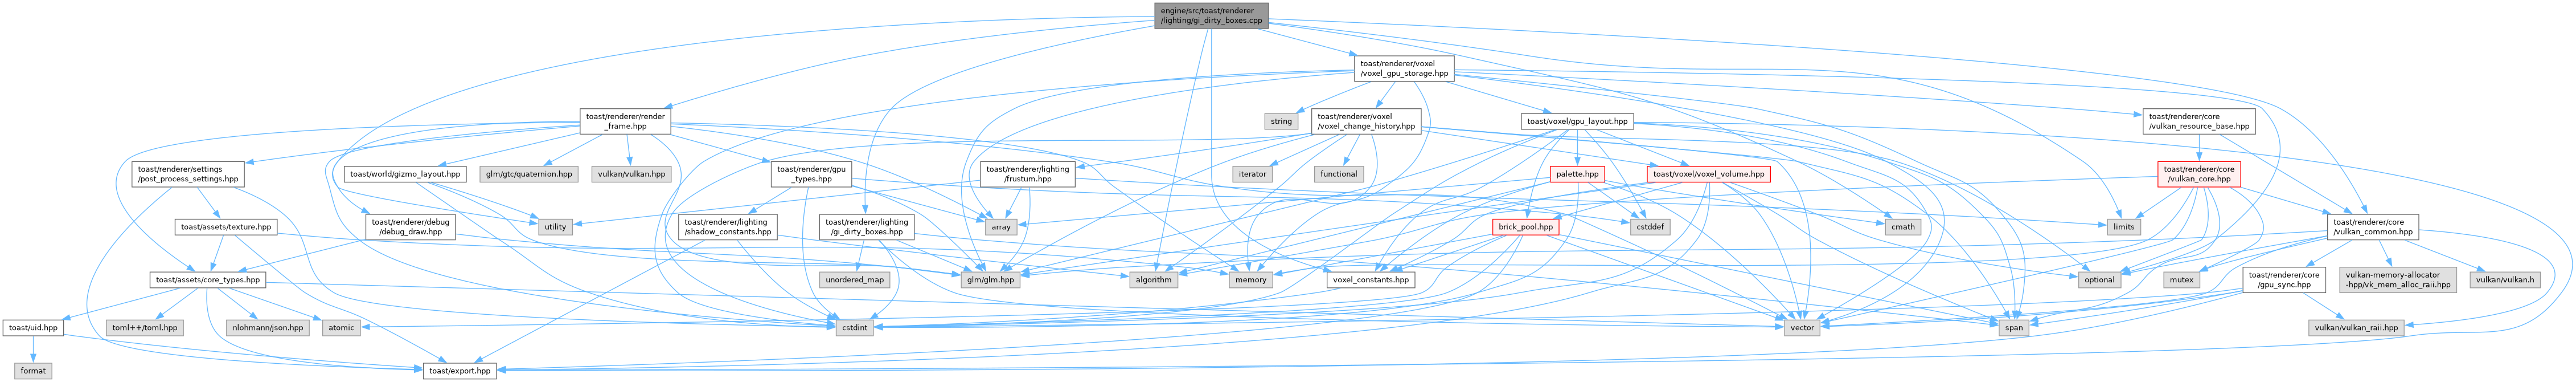 engine/src/toast/renderer
/lighting/gi_dirty_boxes.cpp
toast/renderer/voxel
/voxel_gpu_storage.hpp
toast/renderer/render
_frame.hpp
string
toast/renderer/voxel
/voxel_change_history.hpp
toast/voxel/gpu_layout.hpp
toast/renderer/core
/vulkan_resource_base.hpp
toast/renderer/settings
/post_process_settings.hpp
toast/world/gizmo_layout.hpp
glm/gtc/quaternion.hpp
vulkan/vulkan.hpp
toast/renderer/gpu
_types.hpp
toast/renderer/lighting
/frustum.hpp
iterator
functional
palette.hpp
toast/voxel/voxel_volume.hpp
toast/renderer/core
/vulkan_core.hpp
toast/assets/texture.hpp
toast/renderer/debug
/debug_draw.hpp
utility
toast/renderer/lighting
/shadow_constants.hpp
toast/renderer/lighting
/gi_dirty_boxes.hpp
array
brick_pool.hpp
cstddef
cmath
limits
toast/renderer/core
/vulkan_common.hpp
toast/assets/core_types.hpp
unordered_map
glm/glm.hpp
algorithm
memory
voxel_constants.hpp
optional
mutex
toast/renderer/core
/gpu_sync.hpp
vulkan-memory-allocator
-hpp/vk_mem_alloc_raii.hpp
vulkan/vulkan.h
toast/uid.hpp
toml++/toml.hpp
nlohmann/json.hpp
atomic
cstdint
vector
span
vulkan/vulkan_raii.hpp
format
toast/export.hpp